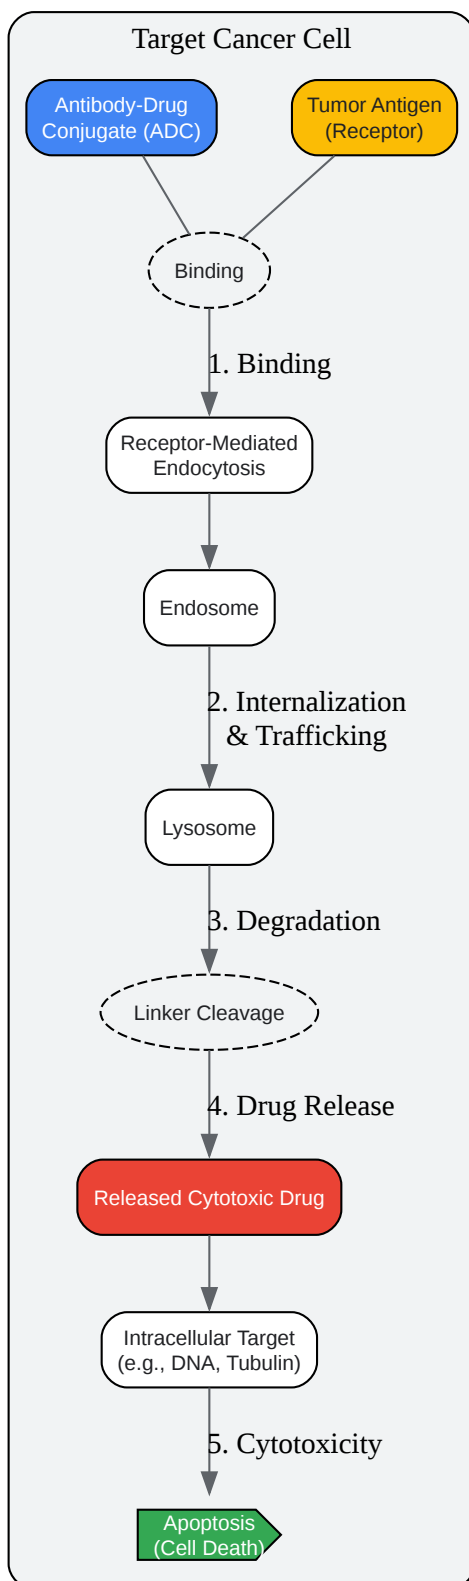 Target Cancer Cell
Antibody-Drug
Conjugate (ADC)
Tumor Antigen
(Receptor)
Binding
1. Binding
Receptor-Mediated
Endocytosis
Endosome
2. Internalization
& Trafficking
Lysosome
3. Degradation
Linker Cleavage
4. Drug Release
Released Cytotoxic Drug
Intracellular Target
(e.g., DNA, Tubulin)
5. Cytotoxicity
Apoptosis
(Cell Death)